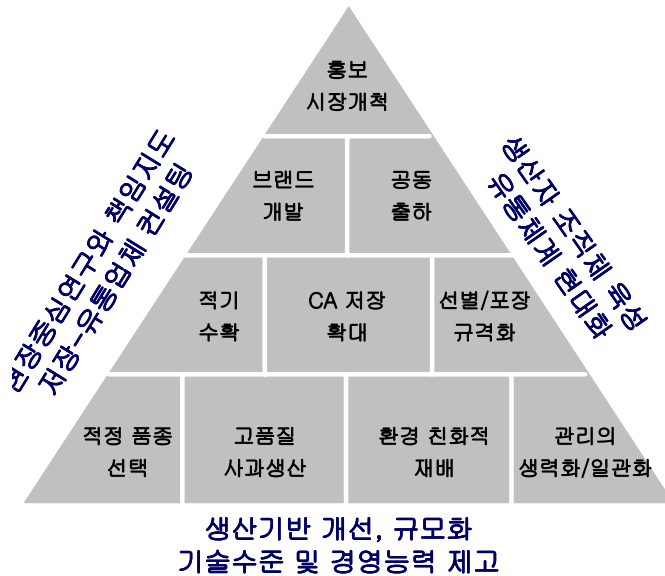 홍보
시장개척
브랜드
개발
공동
출하
적기
수확
CA 저장
확대
선별/포장
규격화
적정 품종
선택
고품질
사과생산
환경 친화적
재배
관리의
생력화/일관화
현장중심연구와 책임지도
저장-유통업체 컨설팅
생산자 조직체 육성
유통체계 현대화
생산기반 개선, 규모화
기술수준 및 경영능력 제고